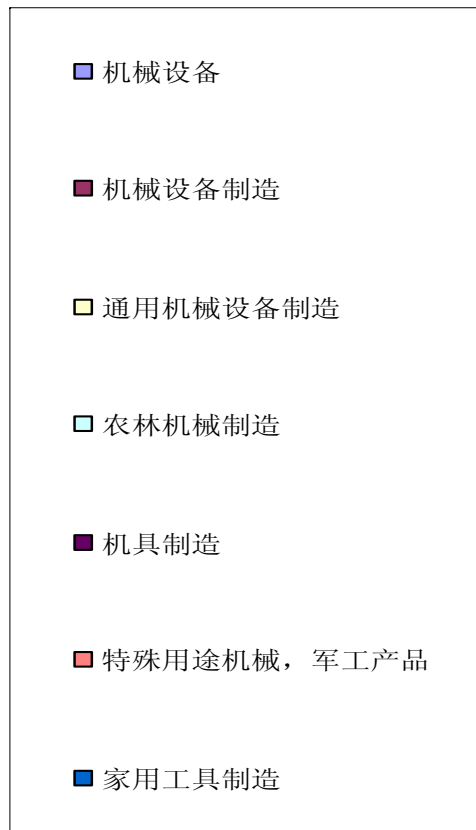 机械设备
机械设备制造
通用机械设备制造
农林机械制造
机具制造
特殊用途机械，军工产品
家用工具制造